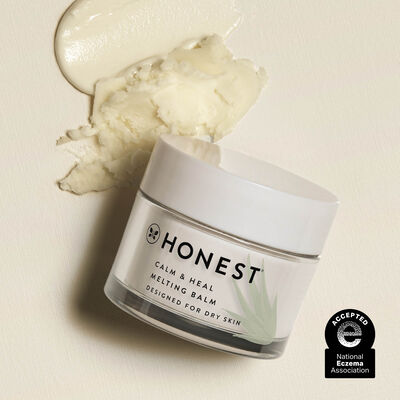 HONEST
CALM & HEAL
MELTING BALM
DESIGNED FOR DRY SKIN
ACCEPTED
National
Eczema
Association